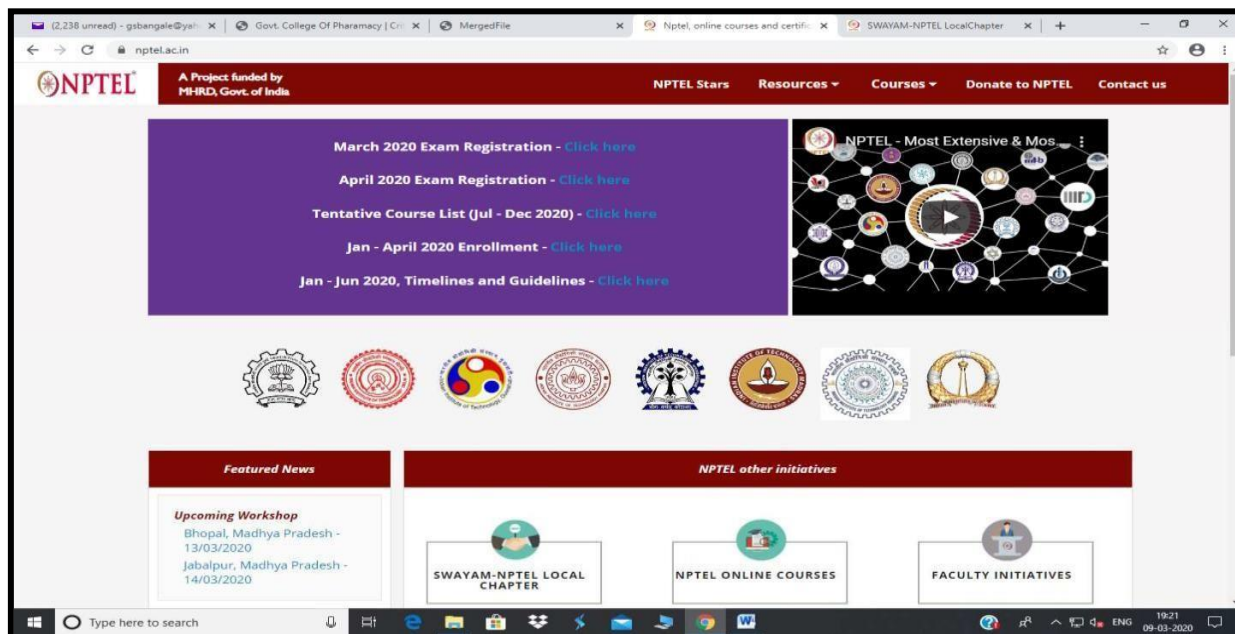 (2,238 unread) - gsbangale@yah
Govt. College Of Pharamacy | Cri
MergedFile
Nptel, online courses and certific
SWAYAM-NPTEL LocalChapter
nptel.ac.in
NPTEL
A Project funded by
MHRD, Govt. of India
NPTEL Stars
Resources
Courses
Donate to NPTEL
Contact us
March 2020 Exam Registration - Click here
April 2020 Exam Registration - Click here
Tentative Course List (Jul - Dec 2020) - Click here
Jan - April 2020 Enrollment - Click here
Jan - Jun 2020, Timelines and Guidelines - Click here
NPTEL - Most Extensive & Mos...
Featured News
NPTEL other initiatives
Upcoming Workshop
Bhopal, Madhya Pradesh -
13/03/2020
Jabalpur, Madhya Pradesh -
14/03/2020
SWAYAM-NPTEL LOCAL
CHAPTER
NPTEL ONLINE COURSES
FACULTY INITIATIVES
Type here to search
ENG
19:21
09-03-2020